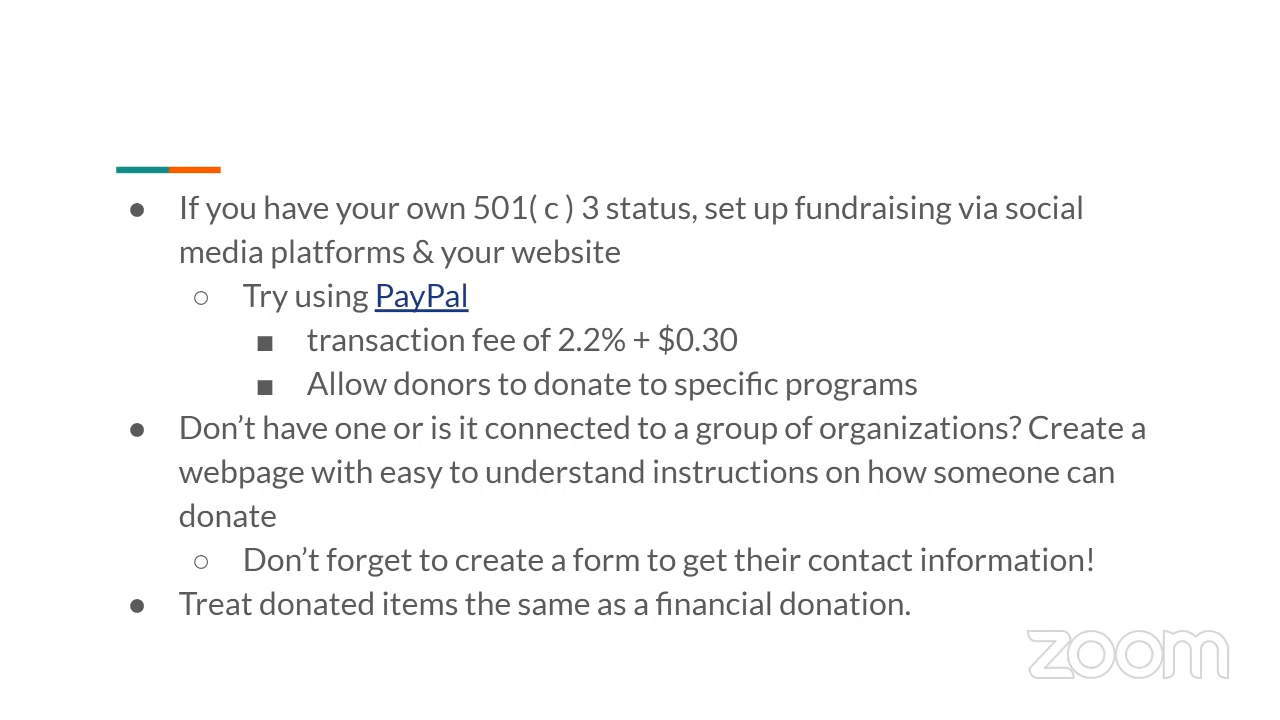 ● If you have your own 501( c ) 3 status, set up fundraising via social
media platforms & your website
○ Try using PayPal
■ transaction fee of 2.2% + $0.30
■ Allow donors to donate to specific programs
● Don’t have one or is it connected to a group of organizations? Create a
webpage with easy to understand instructions on how someone can
donate
○ Don’t forget to create a form to get their contact information!
● Treat donated items the same as a financial donation.
zoom